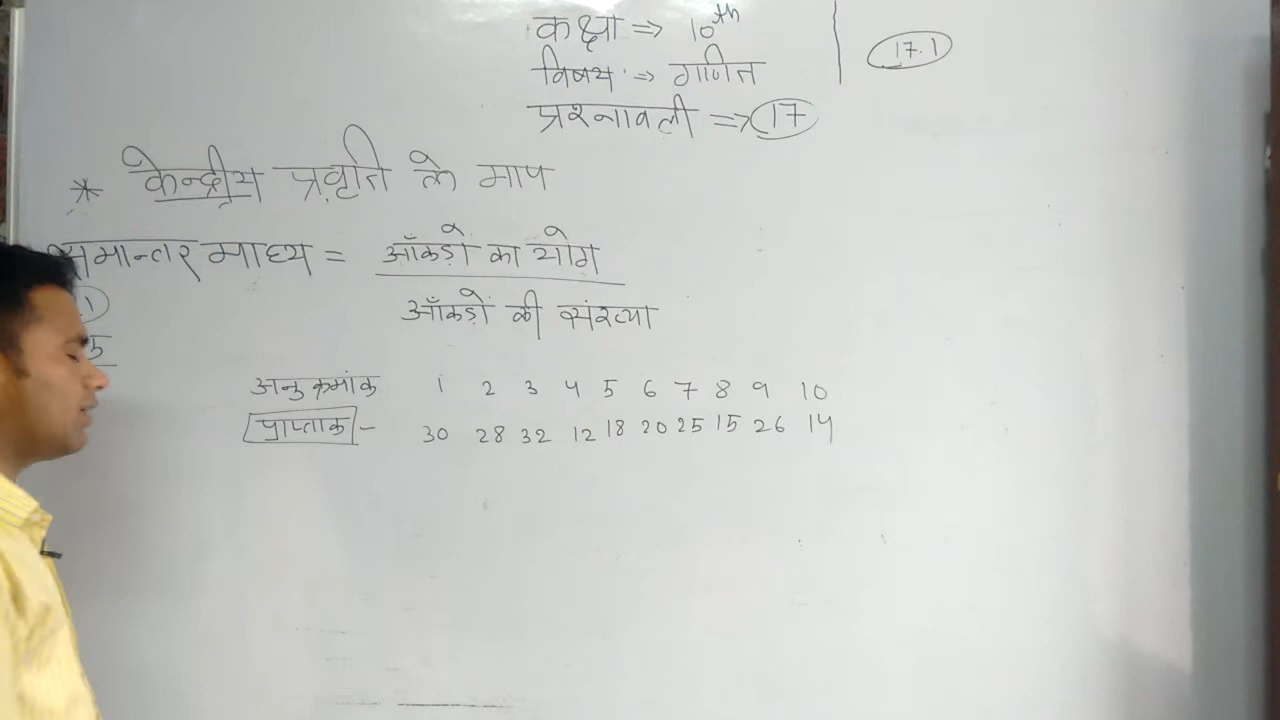 कक्षा ⇒ 10th
17.1
विषय ⇒ गणित
प्रश्नावली ⇒ 17
* केन्द्रीय प्रवृति के माप
समान्तर माध्य = आँकड़ो का योग
आँकड़ों की संख्या
1
अनुक्रमांक 1 2 3 4 5 6 7 8 9 10
प्राप्ताक - 30 28 32 12 18 20 25 15 26 14